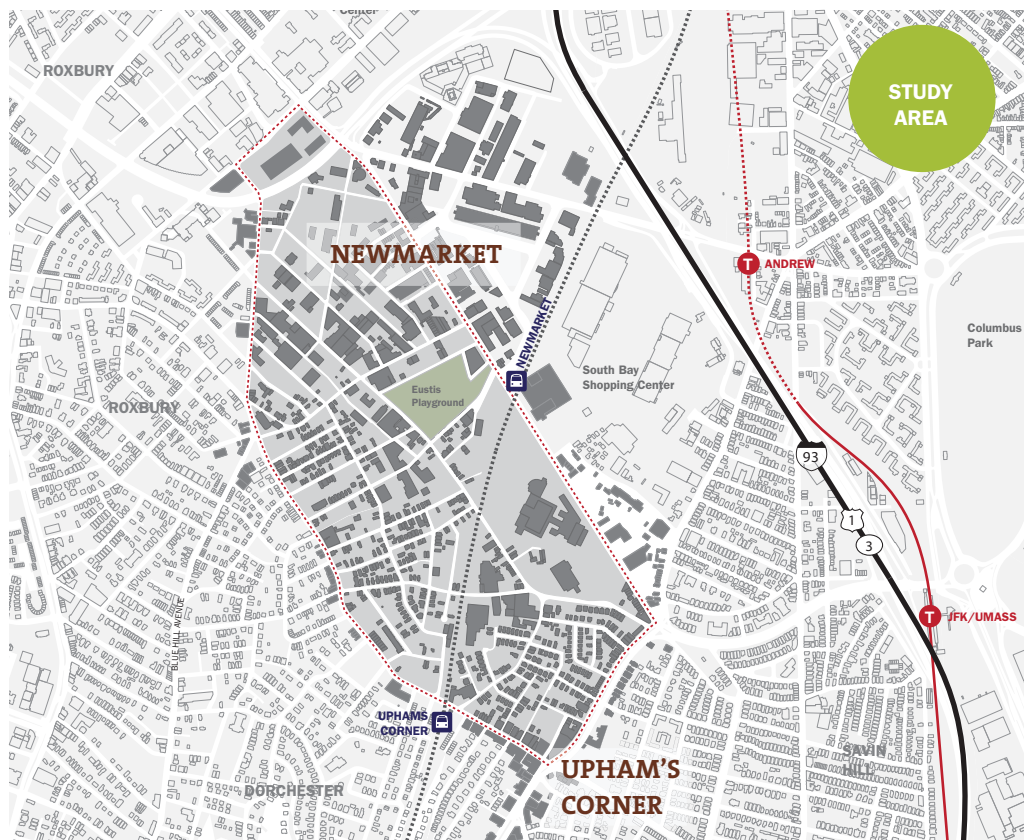 Center
ROXBURY
STUDY
AREA
NEWMARKET
T
ANDREW
NEWMARKET
Columbus
Park
South Bay
Shopping Center
Eustis
Playground
ROXBURY
93
1
3
BLUE HILL AVENUE
T
JFK/UMASS
UPHAMS
CORNER
SAVIN
HILL
UPHAM'S
CORNER
DORCHESTER